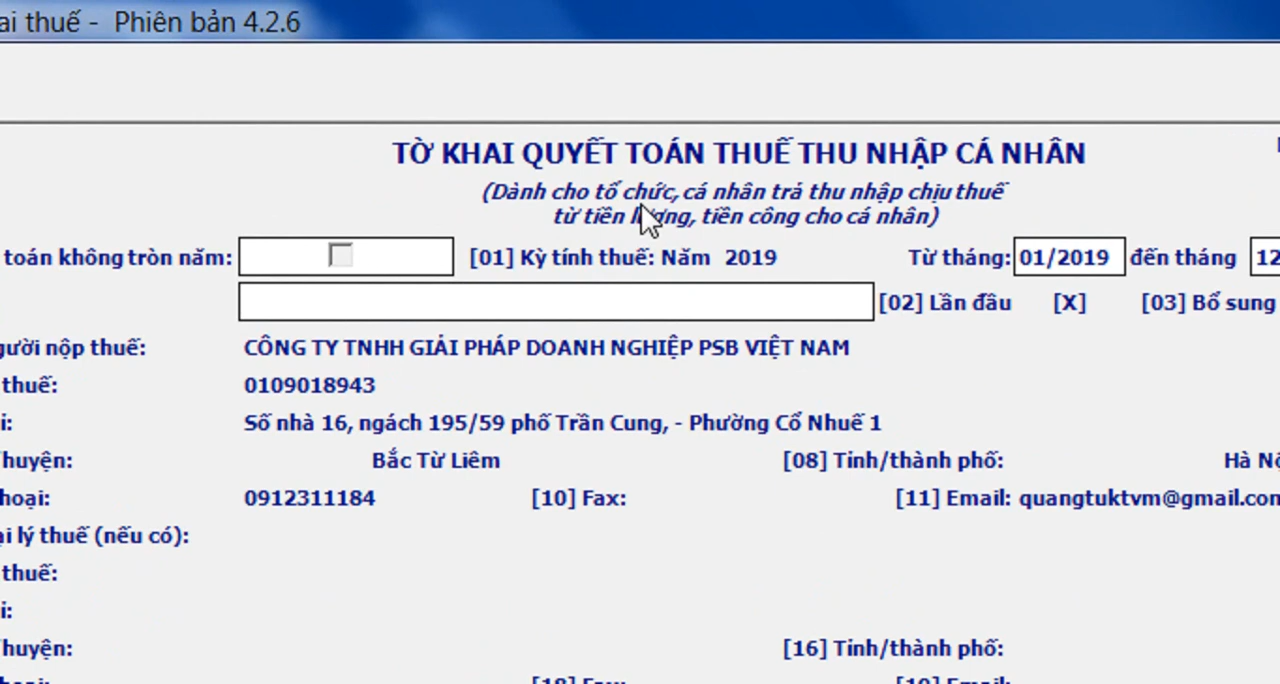 ai thuế - Phiên bản 4.2.6
TỜ KHAI QUYẾT TOÁN THUẾ THU NHẬP CÁ NHÂN
(Dành cho tổ chức, cá nhân trả thu nhập chịu thuế
từ tiền lương, tiền công cho cá nhân)
toán không tròn năm: [01] Kỳ tính thuế: Năm 2019 Từ tháng: 01/2019 đến tháng 12
[02] Lần đầu [X] [03] Bổ sung
gười nộp thuế: CÔNG TY TNHH GIẢI PHÁP DOANH NGHIỆP PSB VIỆT NAM
thuế: 0109018943
i: Số nhà 16, ngách 195/59 phố Trần Cung, - Phường Cổ Nhuế 1
huyện: Bắc Từ Liêm [08] Tỉnh/thành phố: Hà Nộ
hoại: 0912311184 [10] Fax: [11] Email: quangtuktvm@gmail.com
ại lý thuế (nếu có):
thuế:
i:
huyện: [16] Tỉnh/thành phố:
hoại: [18] Fax: [19] Email: